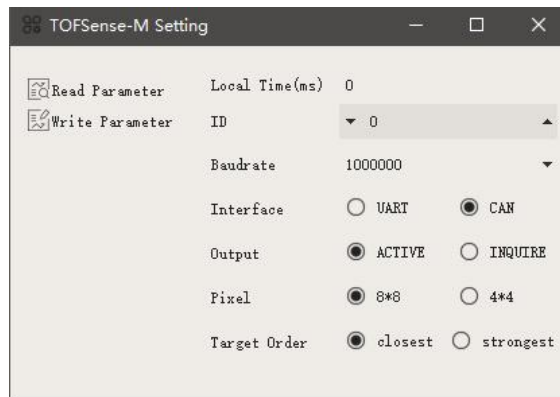 TOFSense-M Setting
Read Parameter
Write Parameter
Local Time(ms) 0
ID 0
Baudrate 1000000
Interface UART CAN
Output ACTIVE INQUIRE
Pixel 8*8 4*4
Target Order closest strongest